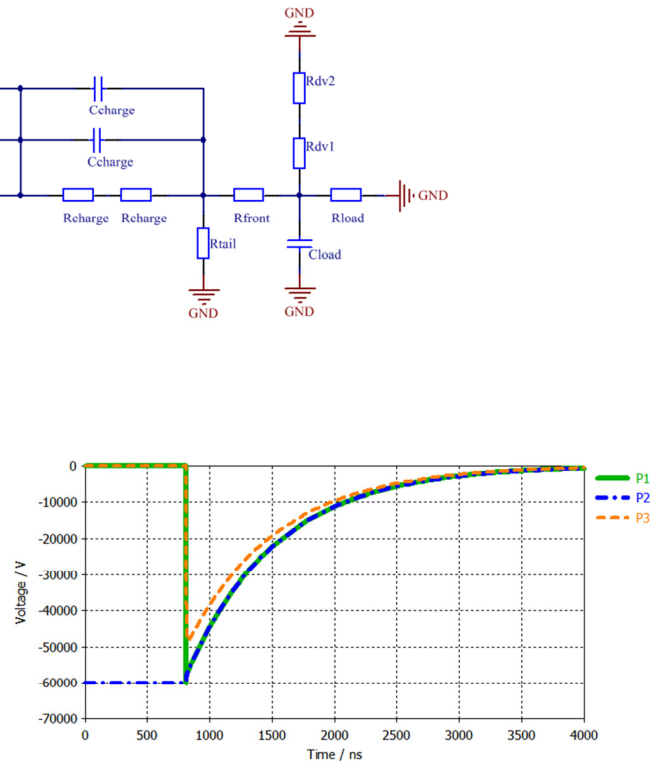 GND
Rdv2
Ccharge
Rdv1
Ccharge
GND
Rcharge Rcharge Rfront Rload
Rtail
Cload
GND GND
0
-10000
-20000
-30000
-40000
-50000
-60000
-70000
Voltage / V
P1
P2
P3
0 500 1000 1500 2000 2500 3000 3500 4000
Time / ns